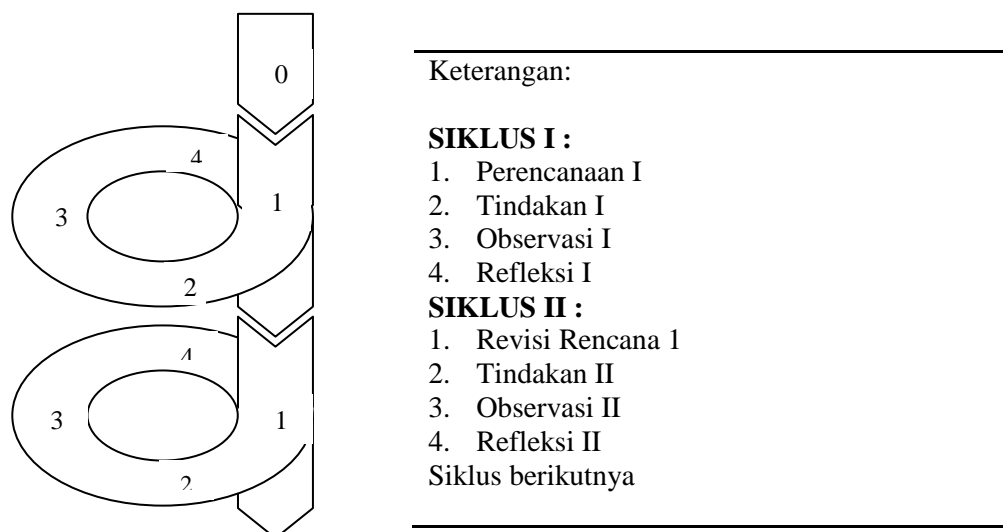 0
4
3
1
2
4
3
1
2
Keterangan:
SIKLUS I :
1. Perencanaan I
2. Tindakan I
3. Observasi I
4. Refleksi I
SIKLUS II :
1. Revisi Rencana 1
2. Tindakan II
3. Observasi II
4. Refleksi II
Siklus berikutnya